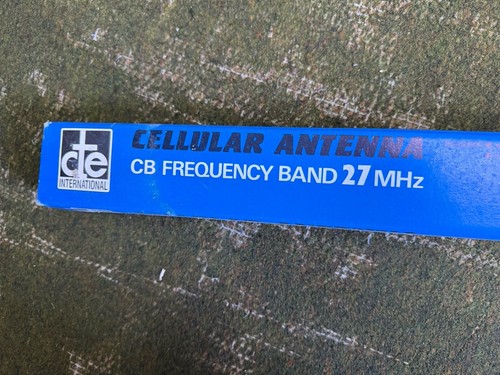 cte
INTERNATIONAL
CELLULAR ANTENNA
CB FREQUENCY BAND 27 MHz